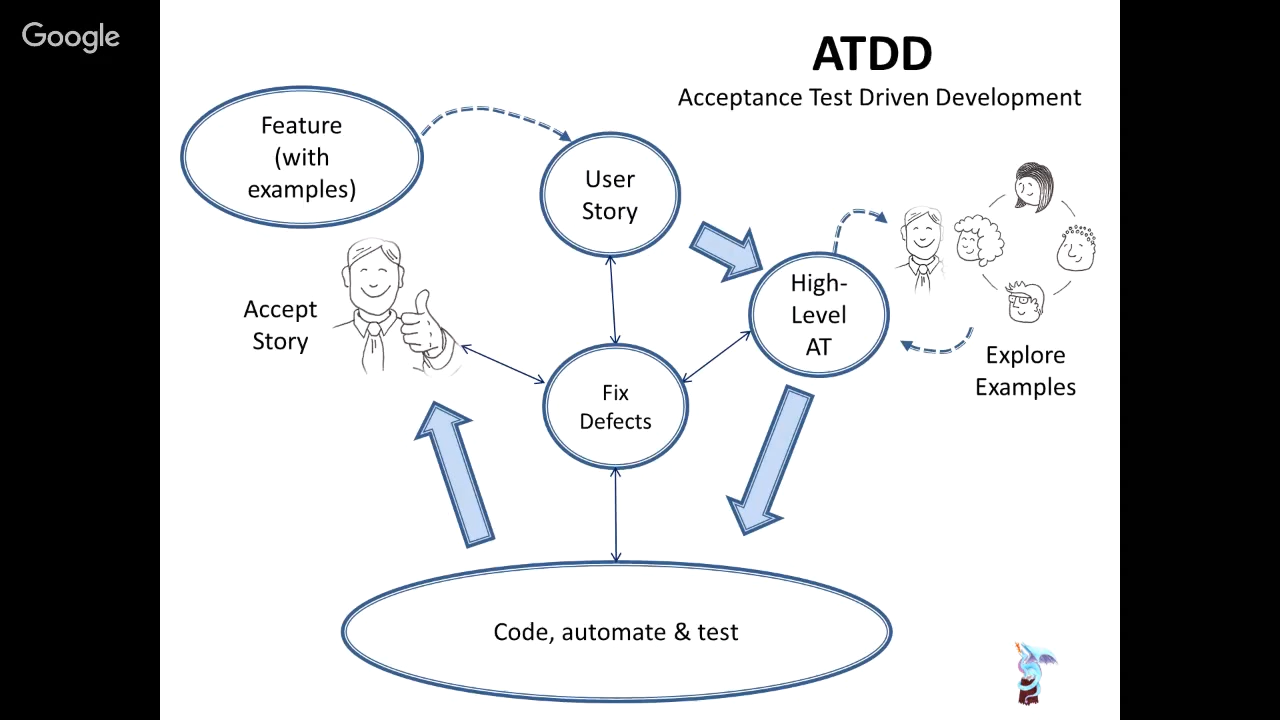 Google
ATDD
Acceptance Test Driven Development
Feature
(with
examples)
User
Story
High-
Level
AT
Explore
Examples
Accept
Story
Fix
Defects
Code, automate & test